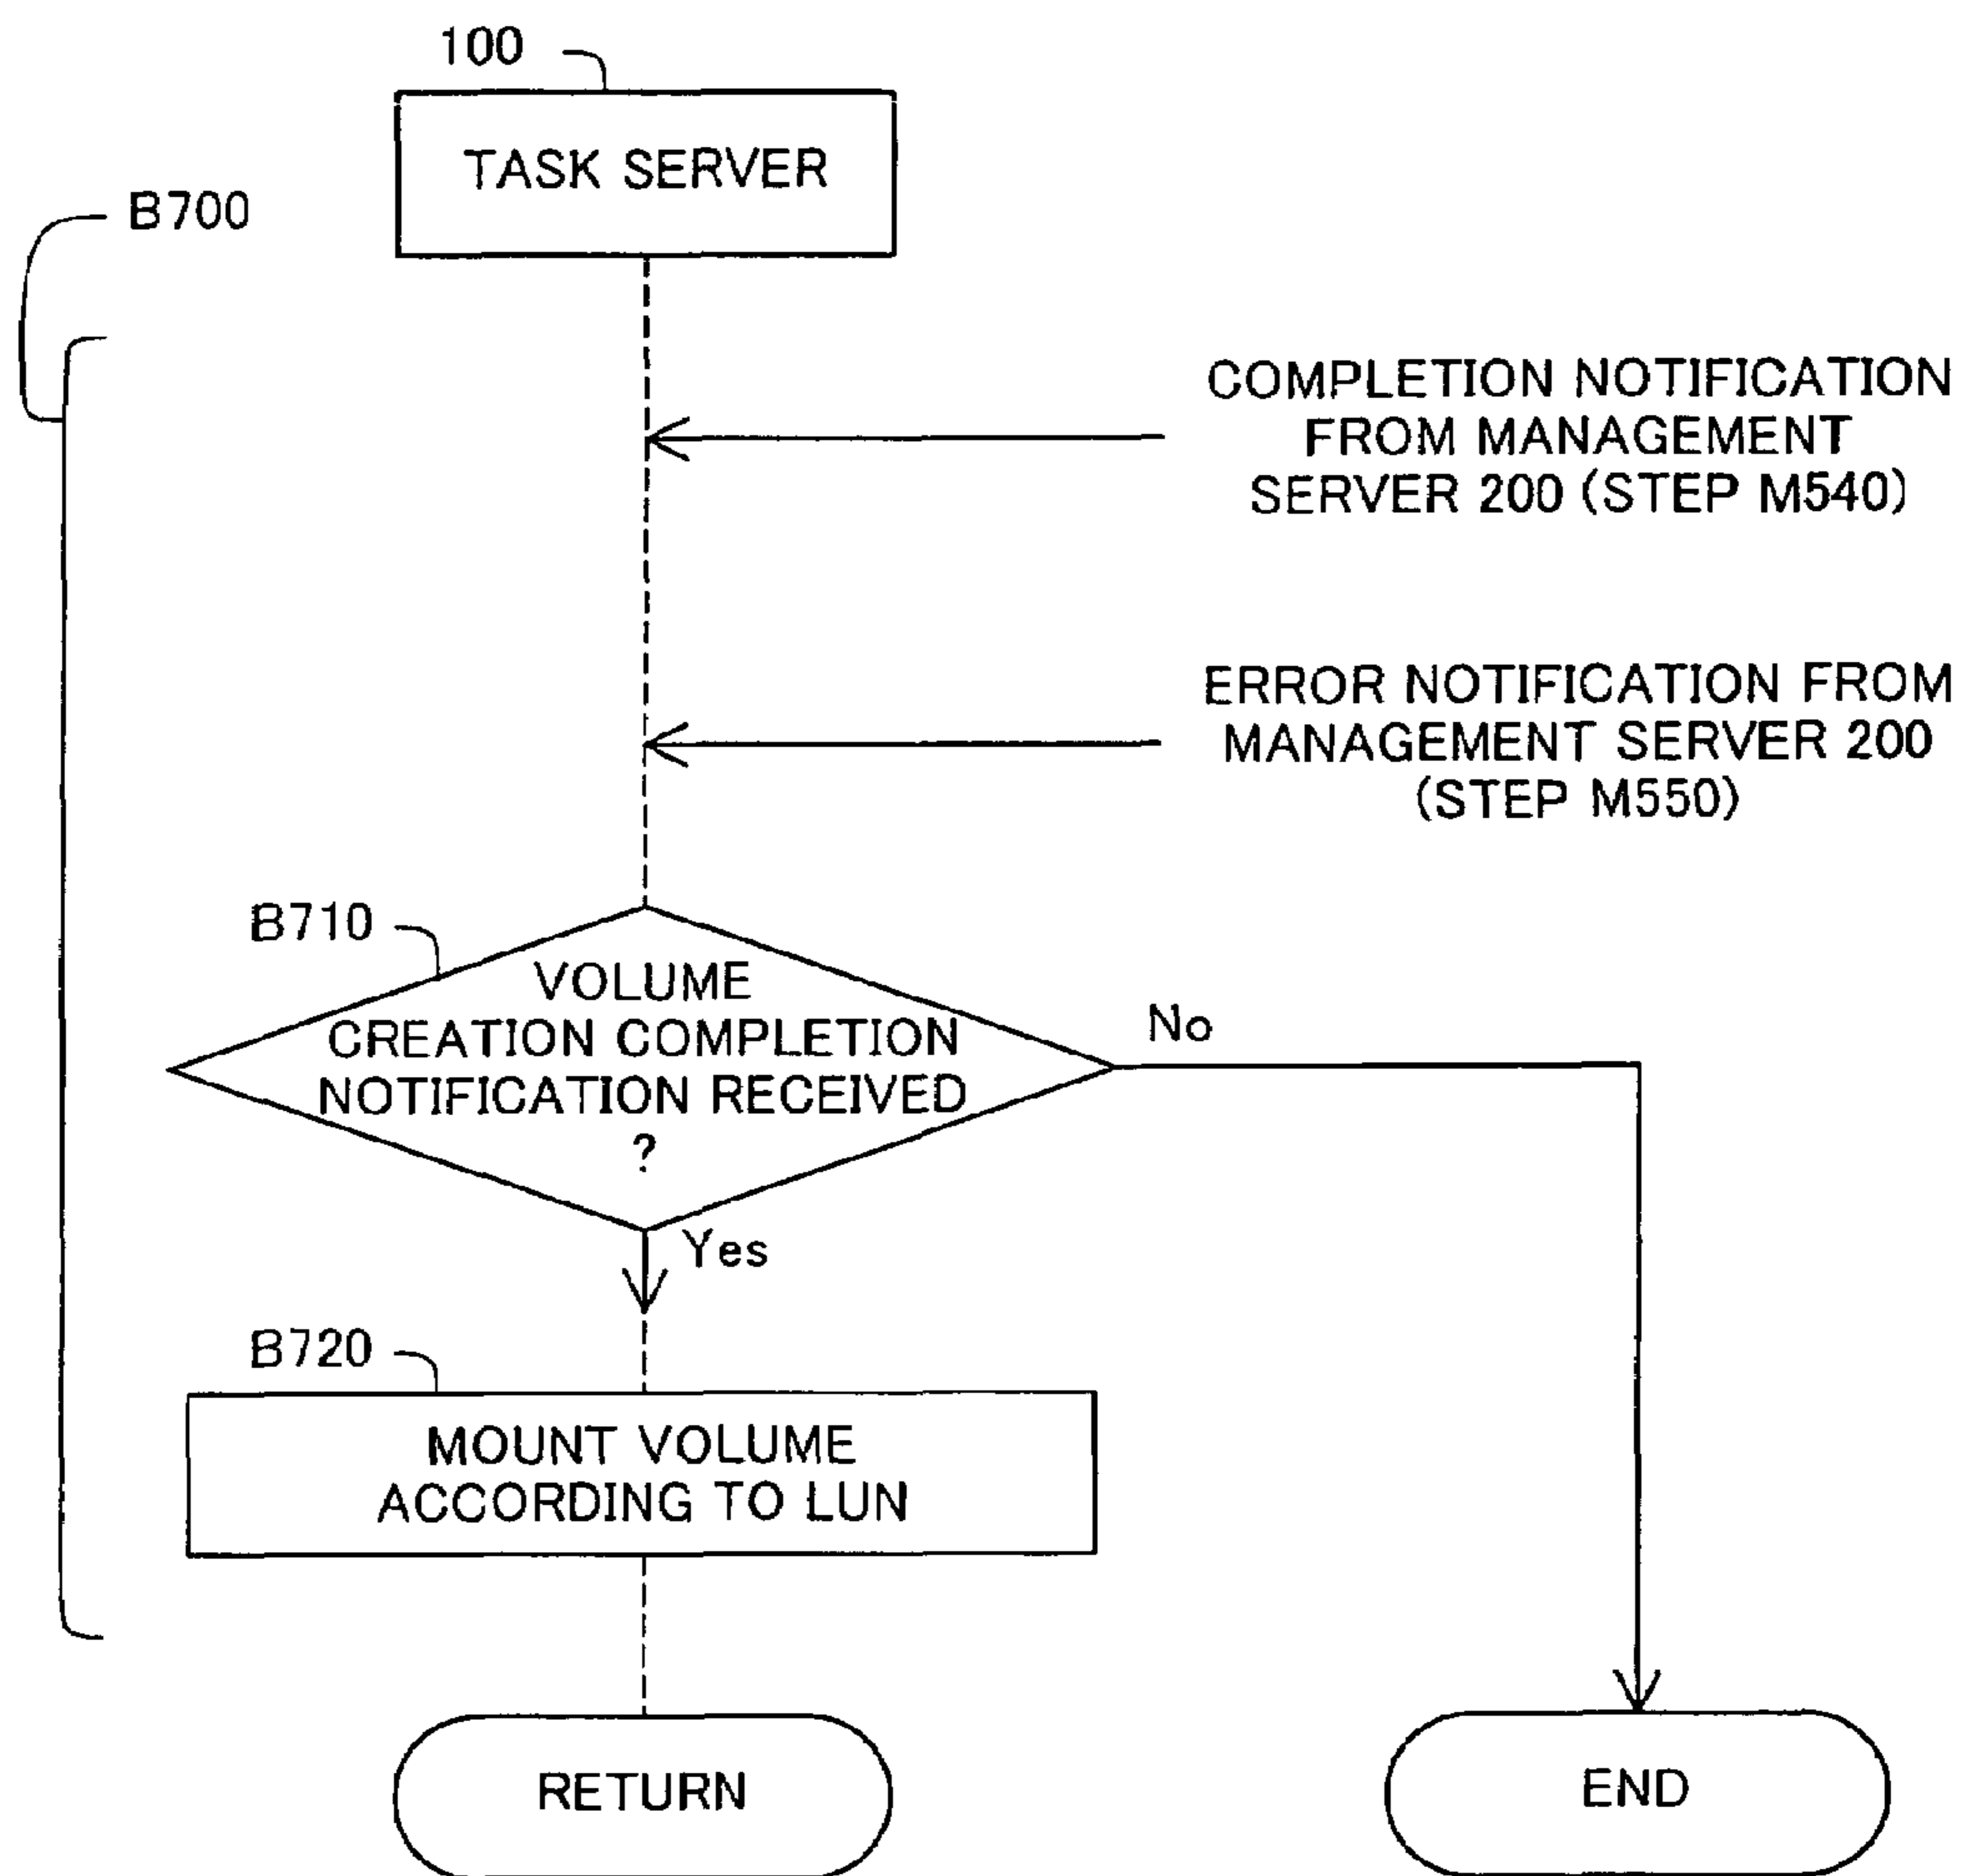 100
TASK SERVER
B700
COMPLETION NOTIFICATION
FROM MANAGEMENT
SERVER 200 (STEP M540)
ERROR NOTIFICATION FROM
MANAGEMENT SERVER 200
(STEP M550)
B710
VOLUME
CREATION COMPLETION
NOTIFICATION RECEIVED
?
No
Yes
B720
MOUNT VOLUME
ACCORDING TO LUN
RETURN
END